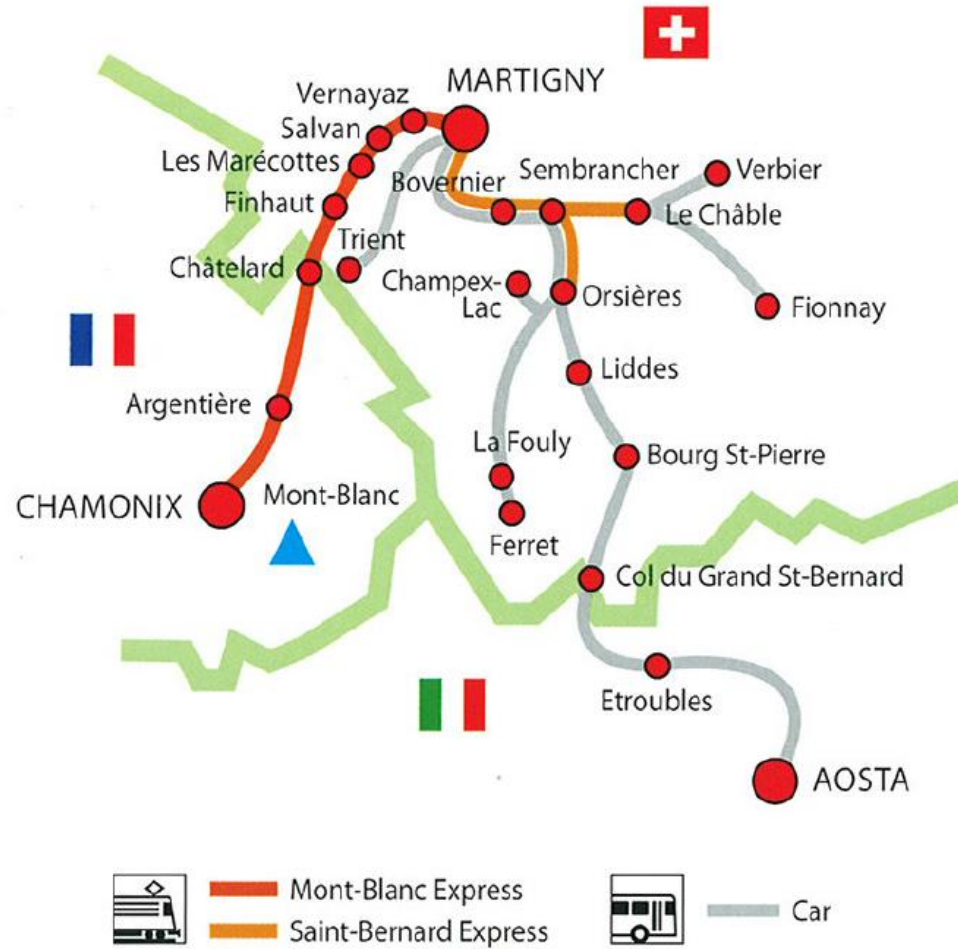 MARTIGNY
Vernayaz
Salvan
Les Marécottes
Bovernier
Sembrancher
Verbier
Finhaut
Le Châble
Trient
Châtelard
Champex-
Lac
Orsières
Fionnay
Liddes
Argentière
La Fouly
Bourg St-Pierre
CHAMONIX
Mont-Blanc
Ferret
Col du Grand St-Bernard
Etroubles
AOSTA
Mont-Blanc Express
Car
Saint-Bernard Express